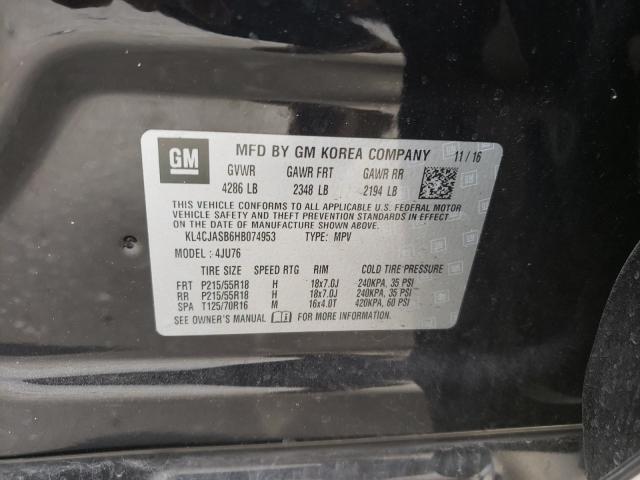 GM MFD BY GM KOREA COMPANY 11/16
GVWR GAWR FRT GAWR RR
4286 LB 2348 LB 2194 LB
THIS VEHICLE CONFORMS TO ALL APPLICABLE U.S. FEDERAL MOTOR
VEHICLE SAFETY AND THEFT PREVENTION STANDARDS IN EFFECT
ON THE DATE OF MANUFACTURE SHOWN ABOVE.
KL4CJASB6HB074953 TYPE: MPV
MODEL : 4JU76
TIRE SIZE SPEED RTG RIM COLD TIRE PRESSURE
FRT P215/55R18 H 18x7.0J 240KPA, 35 PSI
RR P215/55R18 H 18x7.0J 240KPA, 35 PSI
SPA T125/70R16 M 16x4.0T 420KPA, 60 PSI
SEE OWNER'S MANUAL FOR MORE INFORMATION.